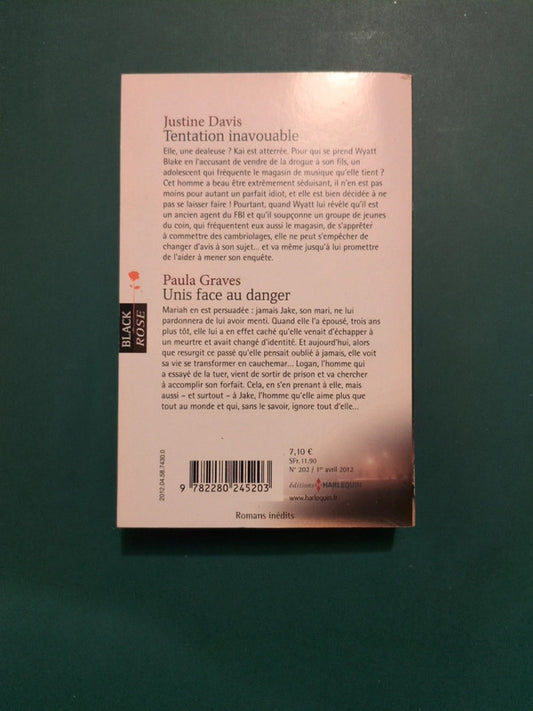 Justine Davis
Tentation inavouable
Elle, une dealeuse ? Kai est atterrée. Pour qui se prend Wyatt
Blake en l'accusant de vendre de la drogue à son fils, un
adolescent qui fréquente le magasin de musique qu'elle tient ?
Cet homme a beau être extrêmement séduisant, il n'en est pas
moins pour autant un parfait idiot, et elle est bien décidée à ne
pas se laisser faire ! Pourtant, quand Wyatt lui révèle qu'il est
un ancien agent du FBI et qu'il soupçonne un groupe de jeunes
du coin, qui fréquentent eux aussi le magasin, de s'apprêter
à commettre des cambriolages, elle ne peut s'empêcher de
changer d'avis à son sujet... et va même jusqu'à lui promettre
de l'aider à mener son enquête.
Paula Graves
Unis face au danger
Mariah en est persuadée : jamais Jake, son mari, ne lui
pardonnera de lui avoir menti. Quand elle l'a épousé, trois ans
plus tôt, elle lui a en effet caché qu'elle venait d'échapper à
un meurtre et avait changé d'identité. Et aujourd'hui, alors
que resurgit ce passé qu'elle pensait oublié à jamais, elle voit
sa vie se transformer en cauchemar... Logan, l'homme qui
a essayé de la tuer, vient de sortir de prison et va chercher
à accomplir son forfait. Cela, en s'en prenant à elle, mais
aussi – et surtout – à Jake, l'homme qu'elle aime plus que
tout au monde et qui, sans le savoir, ignore tout d'elle...
BLACK
ROSE
2012.04.58.7430.0
9 782280 245203
7,10 €
SFr. 11.90
N° 202 / 1er avril 2012
éditions HARLEQUIN
www.harlequin.fr
Romans inédits